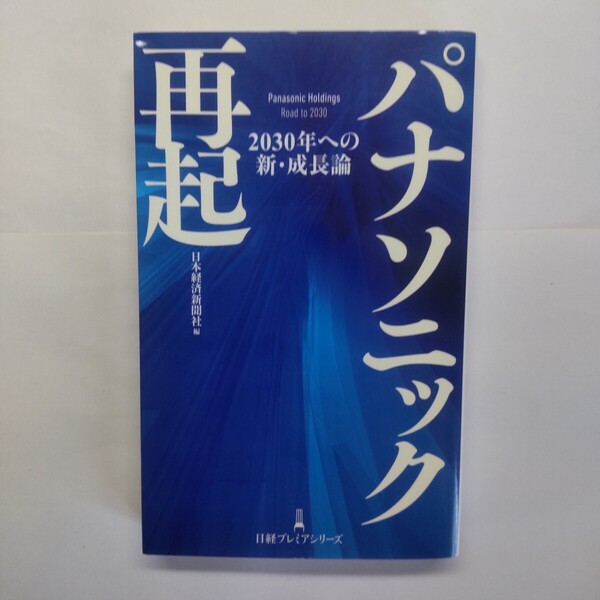 パナソニック
再起
Panasonic Holdings
Road to 2030
2030年への
新・成長論
日本経済新聞社 編
日経プレミアシリーズ